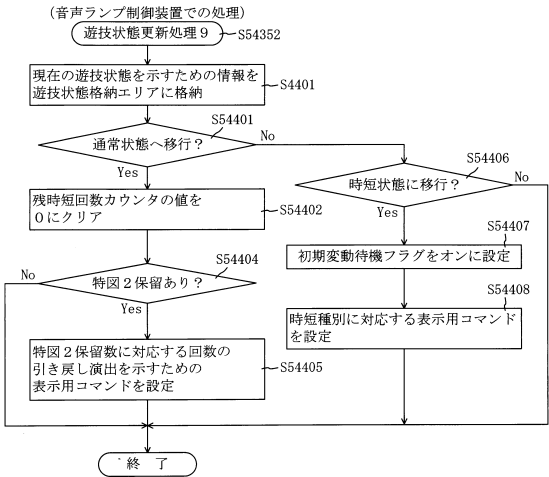 (音声ランプ制御装置での処理)
遊技状態更新処理9
S54352
現在の遊技状態を示すための情報を
遊技状態格納エリアに格納
S4401
S54401
通常状態へ移行?
No
Yes
残時短回数カウンタの値を
0にクリア
S54402
S54404
No
特図2保留あり?
Yes
特図2保留数に対応する回数の
引き戻し演出を示すための
表示用コマンドを設定
S54405
S54406
時短状態に移行?
No
Yes
S54407
初期変動待機フラグをオンに設定
S54408
時短種別に対応する表示用コマンド
を設定
終 了